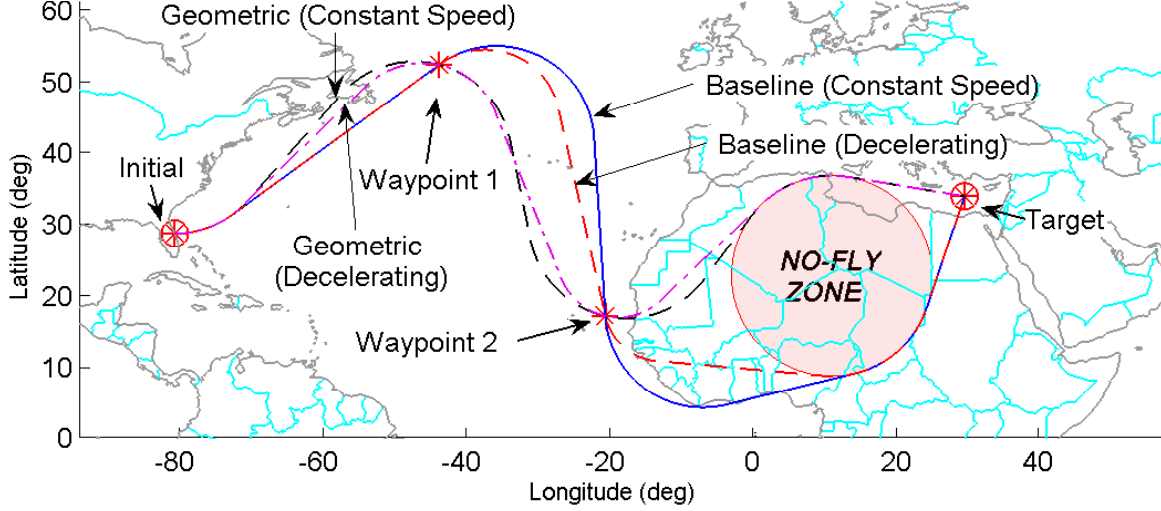 60
Geometric (Constant Speed)
50
Baseline (Constant Speed)
Baseline (Decelerating)
40
Initial
Waypoint 1
Latitude (deg)
30
Geometric
(Decelerating)
Target
NO-FLY
ZONE
20
Waypoint 2
10
0
-80 -60 -40 -20 0 20 40
Longitude (deg)